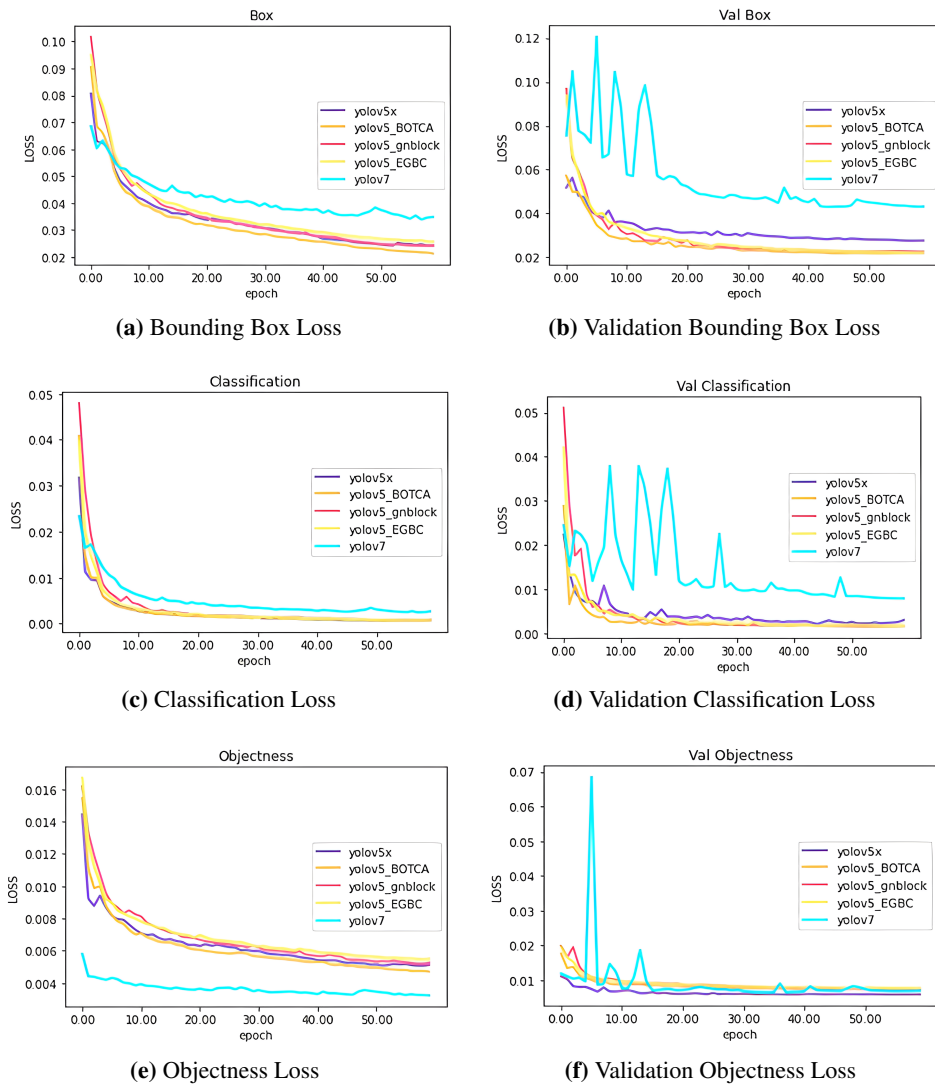 Box
0.10
0.09
0.08
0.07
0.06
0.05
0.04
0.03
0.02
LOSS
yolov5x
yolov5_BOTCA
yolov5_gnblock
yolov5_EGBC
yolov7
0.00 10.00 20.00 30.00 40.00 50.00
epoch
(a) Bounding Box Loss
Val Box
0.12
0.10
0.08
0.06
0.04
0.02
LOSS
yolov5x
yolov5_BOTCA
yolov5_gnblock
yolov5_EGBC
yolov7
0.00 10.00 20.00 30.00 40.00 50.00
epoch
(b) Validation Bounding Box Loss
Classification
0.05
0.04
0.03
0.02
0.01
0.00
LOSS
yolov5x
yolov5_BOTCA
yolov5_gnblock
yolov5_EGBC
yolov7
0.00 10.00 20.00 30.00 40.00 50.00
epoch
(c) Classification Loss
Val Classification
0.05
0.04
0.03
0.02
0.01
0.00
LOSS
yolov5x
yolov5_BOTCA
yolov5_gnblock
yolov5_EGBC
yolov7
0.00 10.00 20.00 30.00 40.00 50.00
epoch
(d) Validation Classification Loss
Objectness
0.016
0.014
0.012
0.010
0.008
0.006
0.004
LOSS
yolov5x
yolov5_BOTCA
yolov5_gnblock
yolov5_EGBC
yolov7
0.00 10.00 20.00 30.00 40.00 50.00
epoch
(e) Objectness Loss
Val Objectness
0.07
0.06
0.05
0.04
0.03
0.02
0.01
LOSS
yolov5x
yolov5_BOTCA
yolov5_gnblock
yolov5_EGBC
yolov7
0.00 10.00 20.00 30.00 40.00 50.00
epoch
(f) Validation Objectness Loss